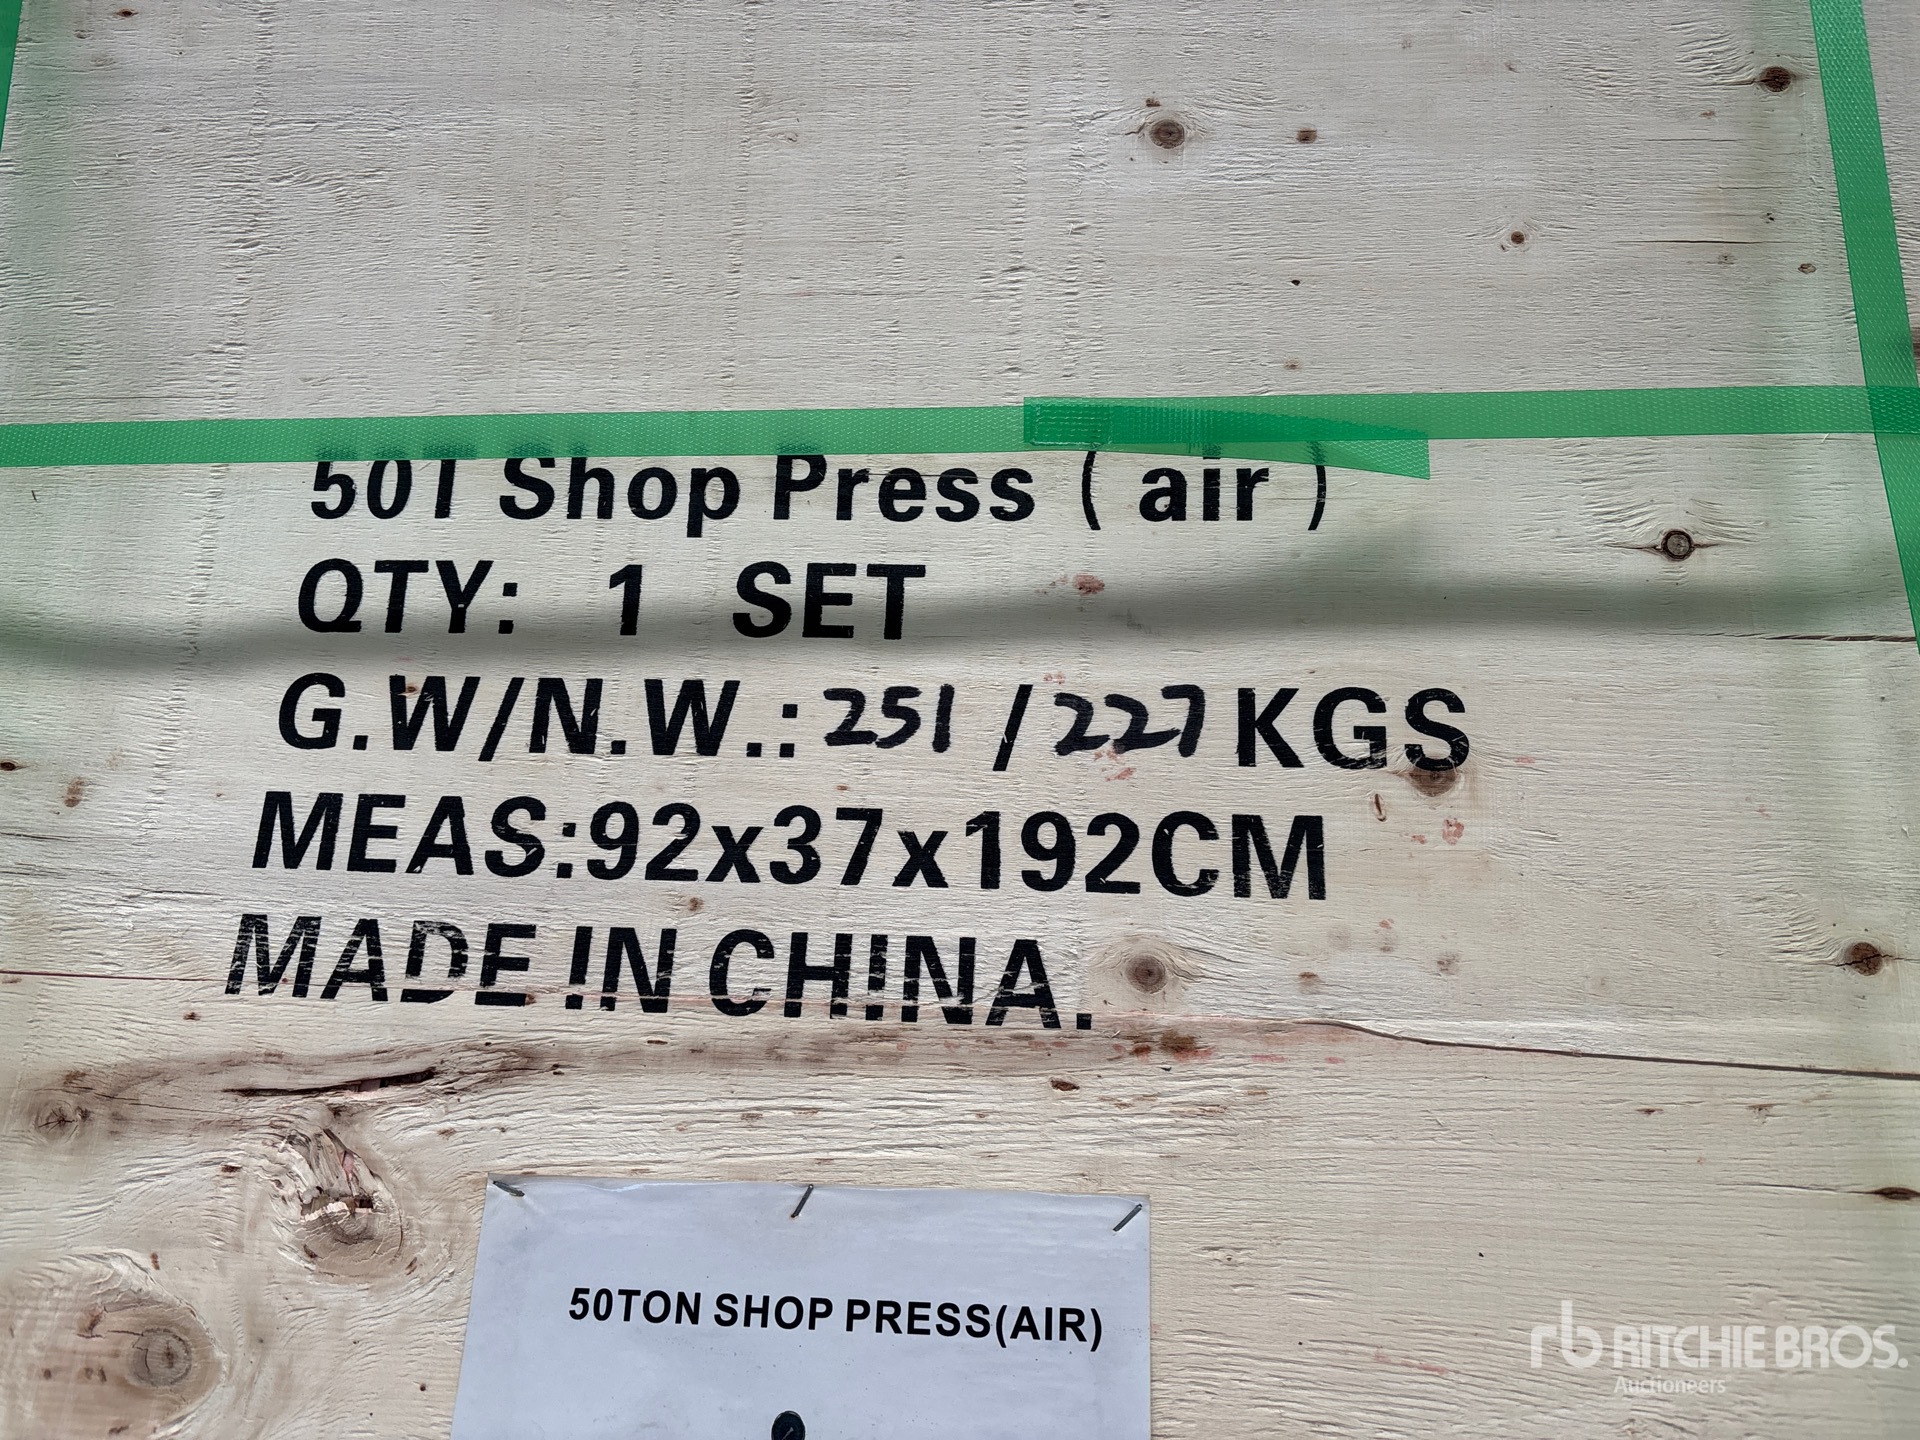 50T Shop Press ( air )
QTY: 1 SET
G.W/N.W.: 251 / 227 KGS
MEAS:92x37x192CM
MADE IN CHINA.
50TON SHOP PRESS(AIR)
rb RITCHIE BROS.
Auctioneers